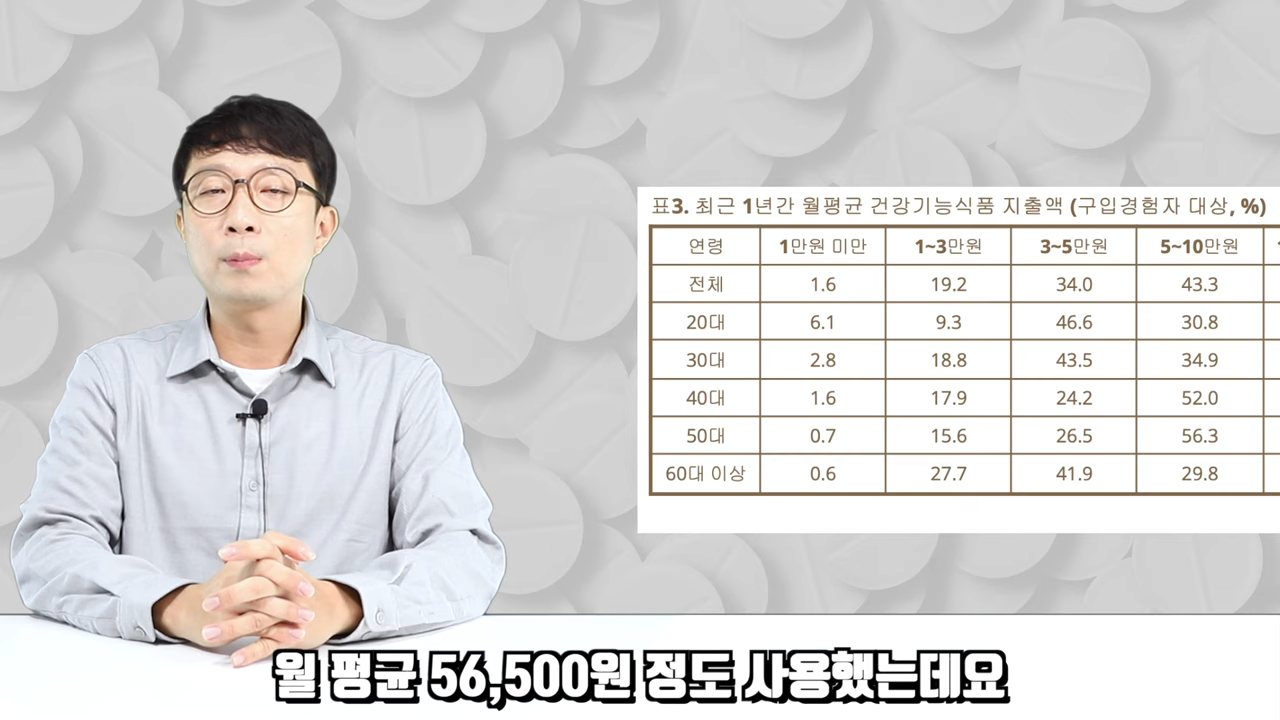 표3. 최근 1년간 월평균 건강기능식품 지출액 (구입경험자 대상, %)
연령 1만원 미만 1~3만원 3~5만원 5~10만원
전체 1.6 19.2 34.0 43.3
20대 6.1 9.3 46.6 30.8
30대 2.8 18.8 43.5 34.9
40대 1.6 17.9 24.2 52.0
50대 0.7 15.6 26.5 56.3
60대 이상 0.6 27.7 41.9 29.8
월 평균 56,500원 정도 사용했는데요